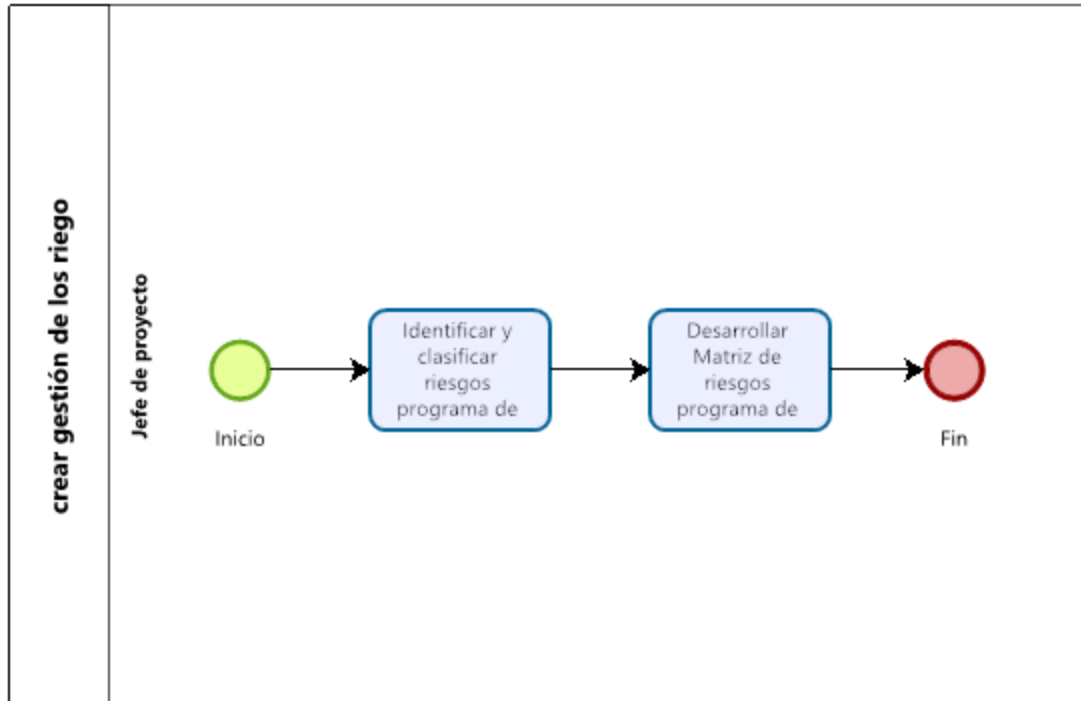 crear gestión de los riego
Jefe de proyecto
Inicio
Identificar y
clasificar
riesgos
programa de
Desarrollar
Matriz de
riesgos
programa de
Fin